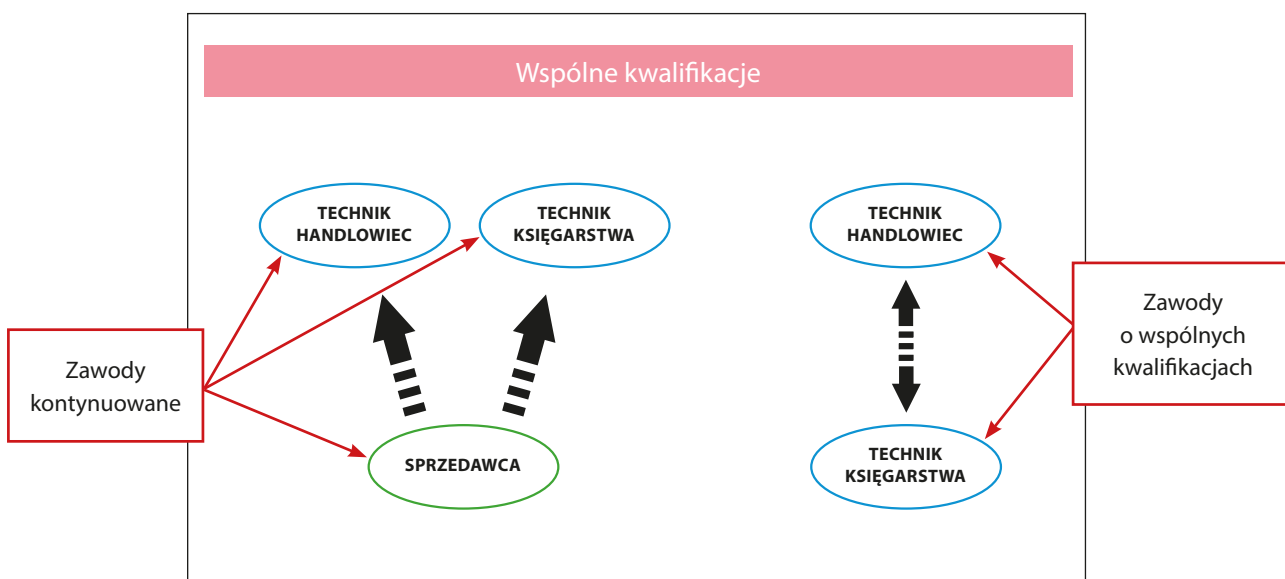 Wspólne kwalifikacje
TECHNIK
HANDLOWIEC
TECHNIK
KSIĘGARSTWA
TECHNIK
HANDLOWIEC
Zawody
kontynuowane
Zawody
o wspólnych
kwalifikacjach
SPRZEDAWCA
TECHNIK
KSIĘGARSTWA